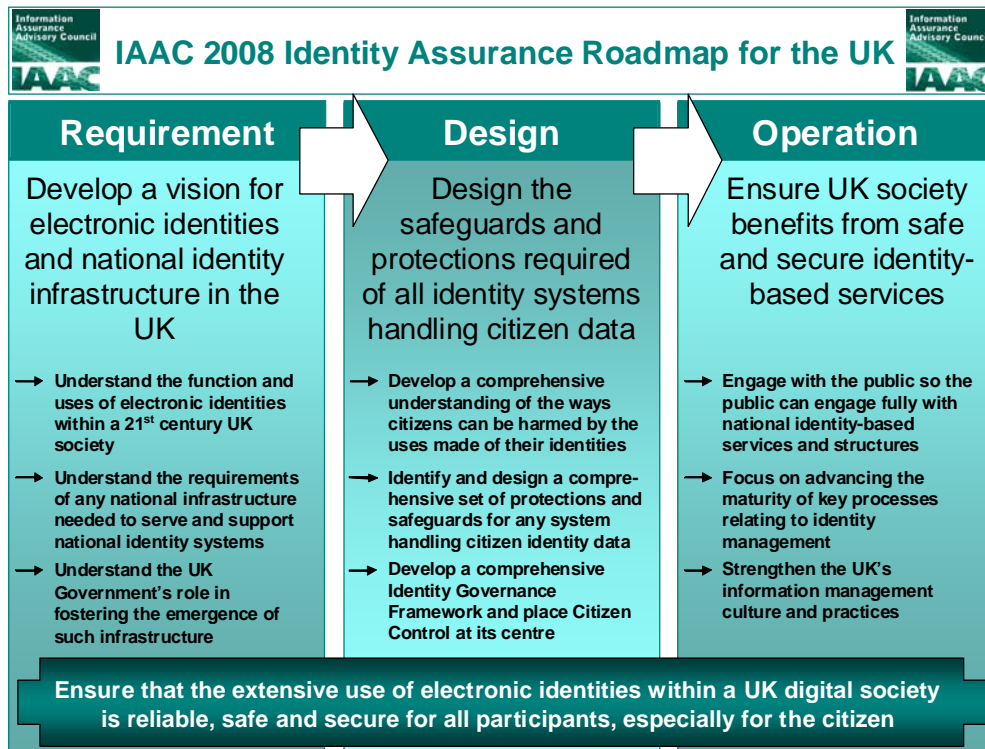 Information
Assurance
Advisory Council
IAAC
IAAC 2008 Identity Assurance Roadmap for the UK
Information
Assurance
Advisory Counc
IAAC
Requirement
Develop a vision for
electronic identities
and national identity
infrastructure in the
UK
Understand the function and
uses of electronic identities
within a 21st century UK
society
Understand the requirements
of any national infrastructure
needed to serve and support
national identity systems
Understand the UK
Government's role in
fostering the emergence of
such infrastructure
Design
Design the
safeguards and
protections required
of all identity systems
handling citizen data
Develop a comprehensive
understanding of the ways
citizens can be harmed by the
uses made of their identities
Identify and design a compre-
hensive set of protections and
safeguards for any system
handling citizen identity data
Develop a comprehensive
Identity Governance
Framework and place Citizen
Control at its centre
Operation
Ensure UK society
benefits from safe
and secure identity-
based services
Engage with the public so the
public can engage fully with
national identity-based
services and structures
Focus on advancing the
maturity of key processes
relating to identity
management
Strengthen the UK's
information management
culture and practices
Ensure that the extensive use of electronic identities within a UK digital society
is reliable, safe and secure for all participants, especially for the citizen